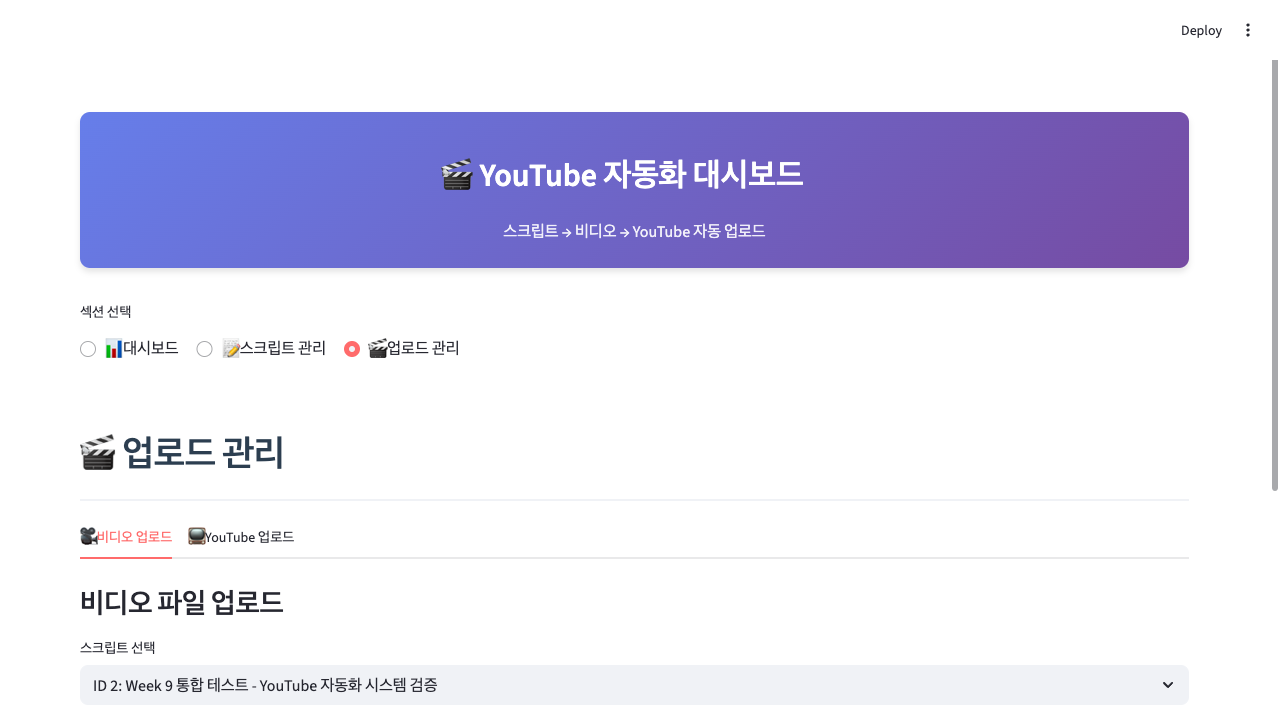 Deploy
🎬 YouTube 자동화 대시보드
스크립트 → 비디오 → YouTube 자동 업로드
섹션 선택
📊대시보드 📝스크립트 관리 🎬업로드 관리
🎬 업로드 관리
🎥비디오 업로드 📺YouTube 업로드
비디오 파일 업로드
스크립트 선택
ID 2: Week 9 통합 테스트 - YouTube 자동화 시스템 검증